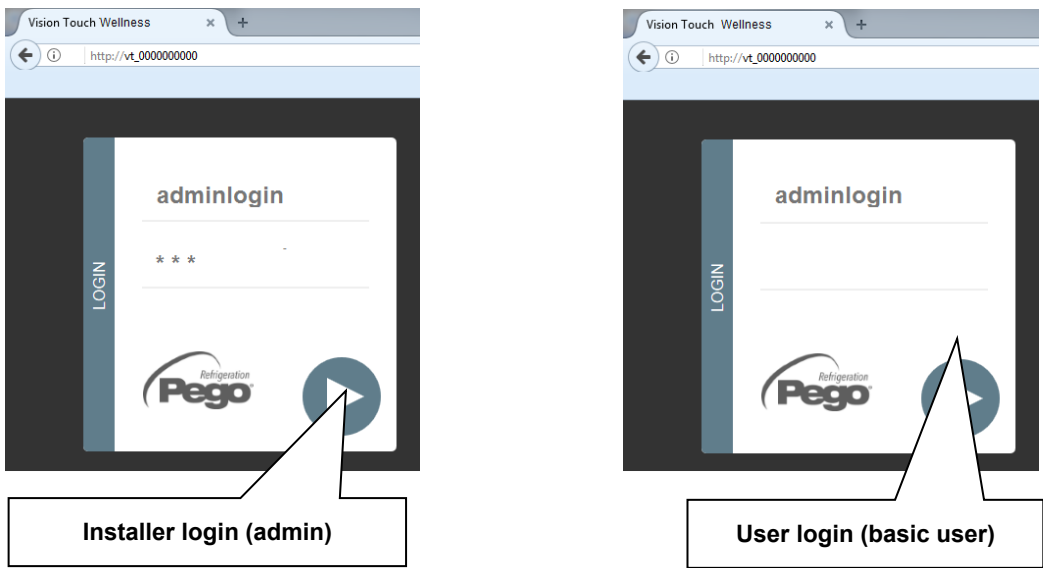 Vision Touch Wellness × +
http://vt_0000000000
adminlogin
* * *
LOGIN
Refrigeration
Pego
Installer login (admin)
Vision Touch Wellness × +
http://vt_0000000000
adminlogin
LOGIN
Refrigeration
Pego
User login (basic user)